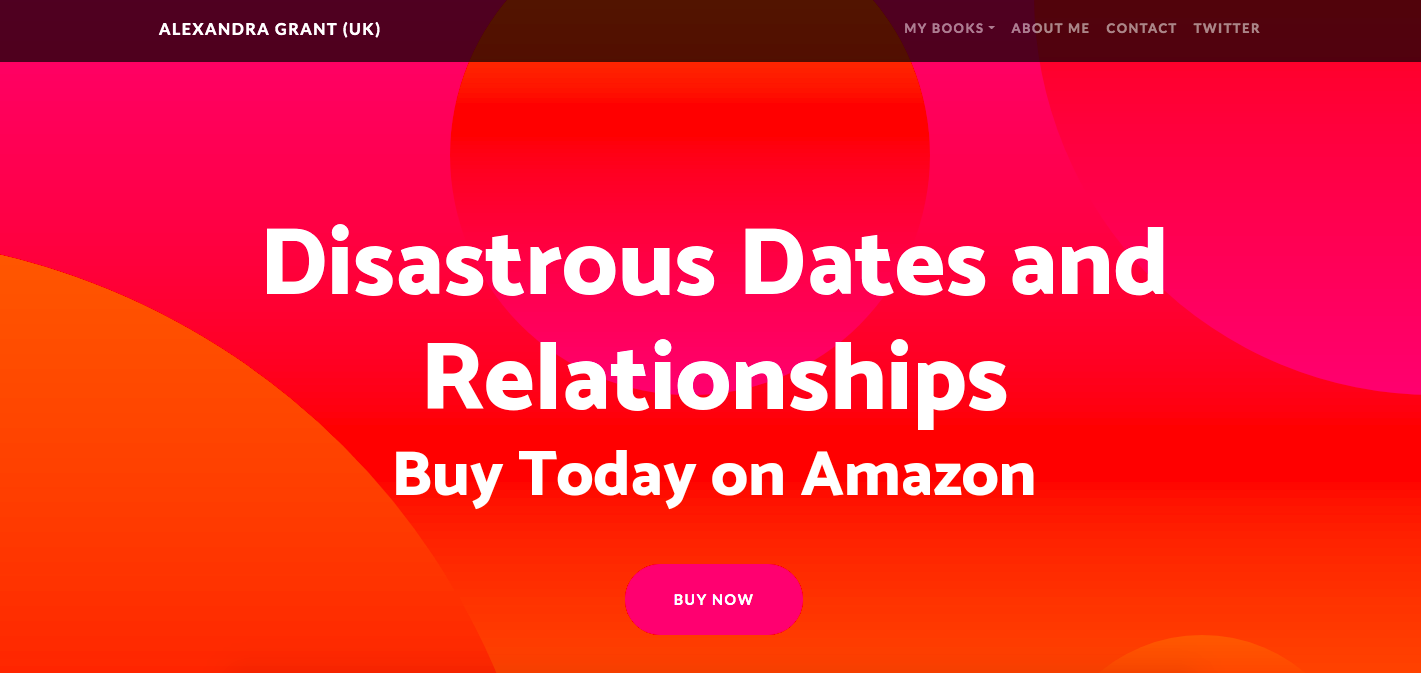 ALEXANDRA GRANT (UK)
MY BOOKS
ABOUT ME
CONTACT
TWITTER
Disastrous Dates and
Relationships
Buy Today on Amazon
BUY NOW